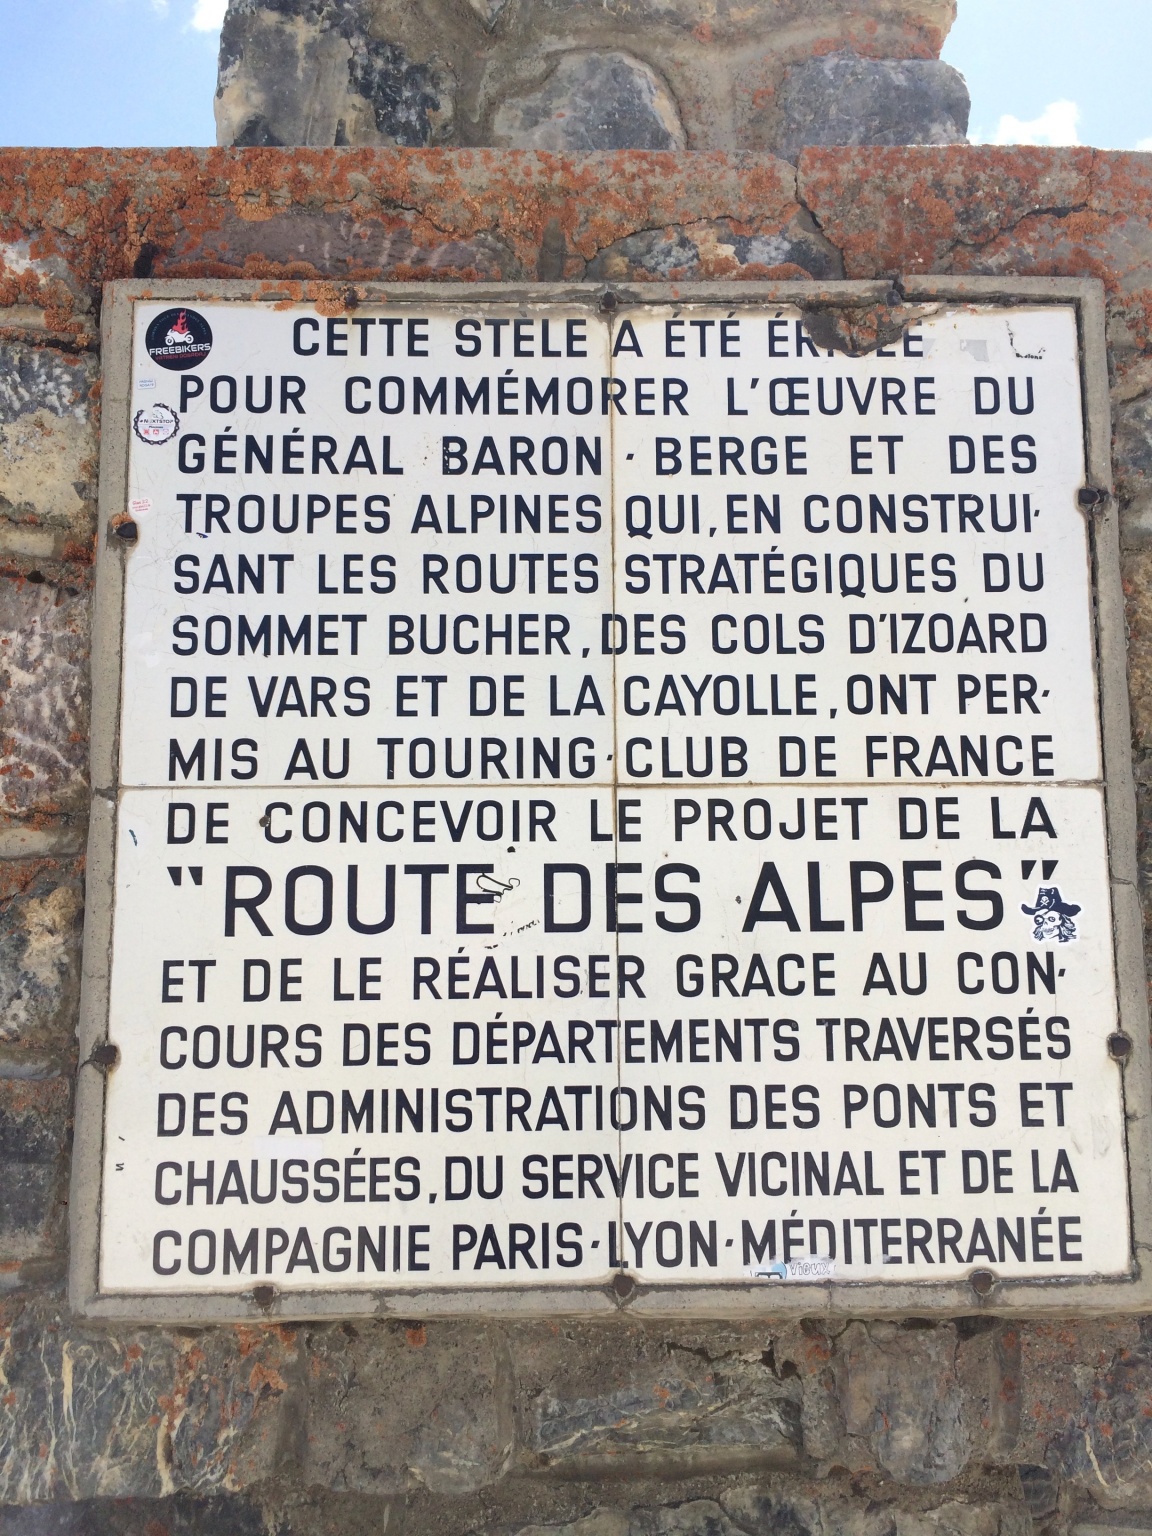 CETTE STÈLE A ÉTÉ
POUR COMMÉMORER L'ŒUVRE DU
GÉNÉRAL BARON · BERGE ET DES
TROUPES ALPINES QUI, EN CONSTRUI-
SANT LES ROUTES STRATÉGIQUES DU
SOMMET BUCHER, DES COLS D'IZOARD
DE VARS ET DE LA CAYOLLE, ONT PER-
MIS AU TOURING-CLUB DE FRANCE
DE CONCEVOIR LE PROJET DE LA
"ROUTE DES ALPES"
ET DE LE RÉALISER GRACE AU CON-
COURS DES DÉPARTEMENTS TRAVERSÉS
DES ADMINISTRATIONS DES PONTS ET
CHAUSSÉES, DU SERVICE VICINAL ET DE LA
COMPAGNIE PARIS-LYON-MÉDITERRANÉE
FREEBIKERS